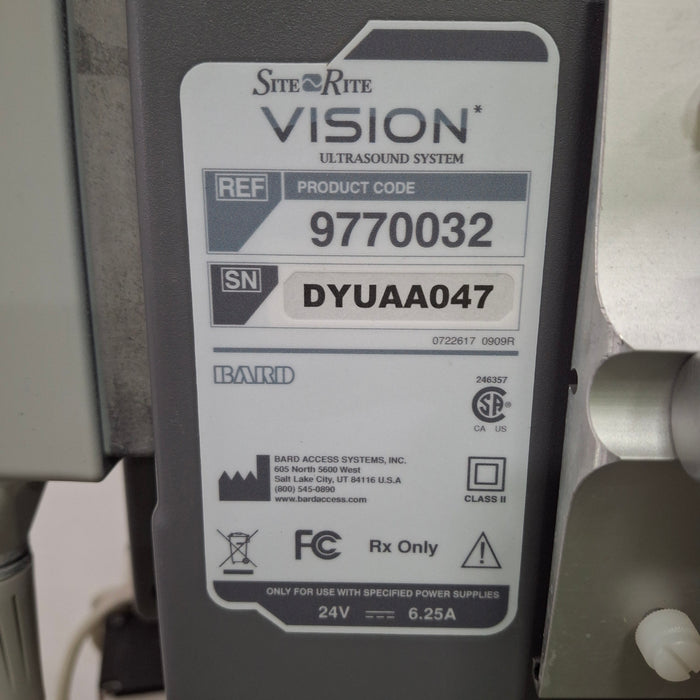 SITE RITE
VISION*
ULTRASOUND SYSTEM
REF PRODUCT CODE
9770032
SN DYUAA047
0722617 0909R
BARD
246357
SA ®
CA US
BARD ACCESS SYSTEMS, INC.
605 North 5600 West
Salt Lake City, UT 84116 U.S.A
(800) 545-0890
www.bardaccess.com
CLASS II
FC Rx Only
ONLY FOR USE WITH SPECIFIED POWER SUPPLIES
24V 6.25A